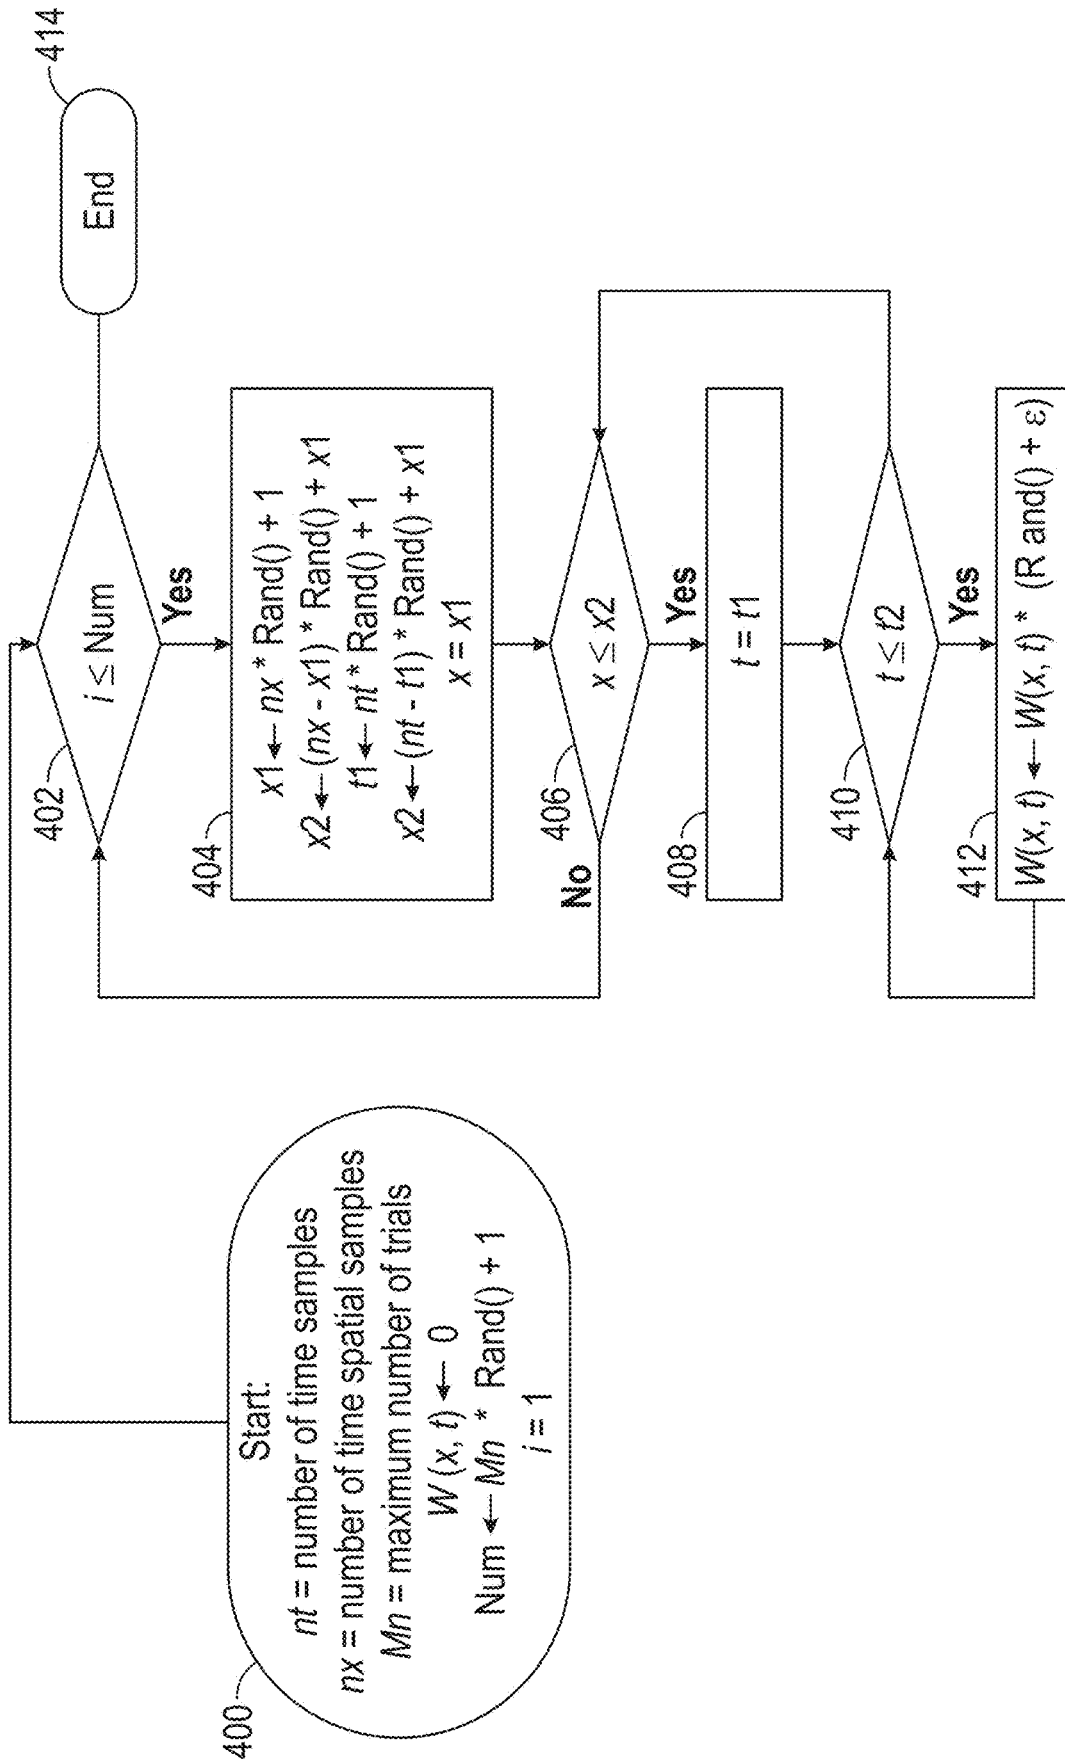 400
Start:
nt = number of time samples
nx = number of time spatial samples
Mn = maximum number of trials
W (x, t) ← 0
Num ← Mn * Rand() + 1
i = 1
402
i ≤ Num
Yes
End
414
404
x1 ← nx * Rand() + 1
x2 ← (nx - x1) * Rand() + x1
t1 ← nt * Rand() + 1
x2 ← (nt - t1) * Rand() + x1
x = x1
406
x ≤ x2
No
Yes
408
t = t1
410
t ≤ t2
Yes
412
W(x, t) ← W(x, t) * (R and() + ε)